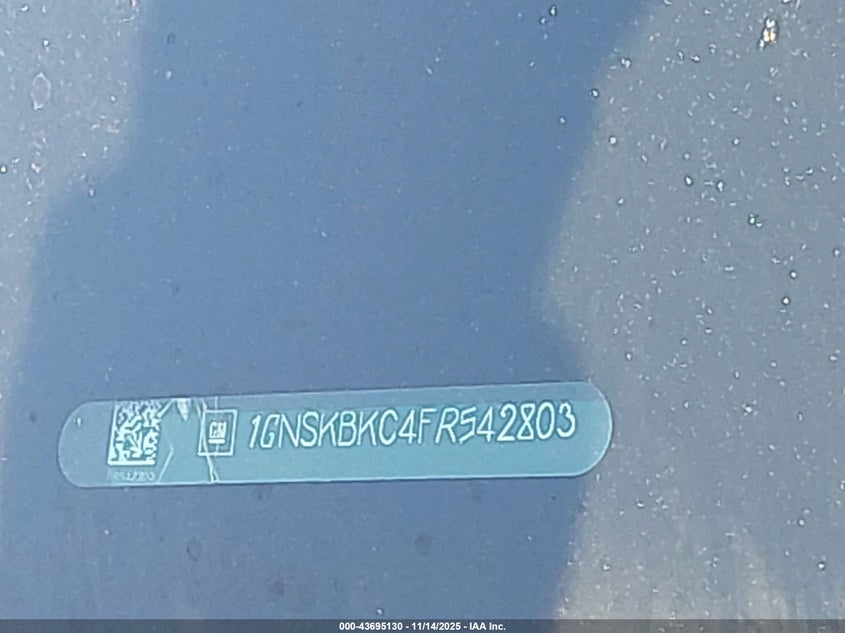 GM 1GNSKBKC4FR542803
000-43695130 - 11/14/2025 - IAA Inc.